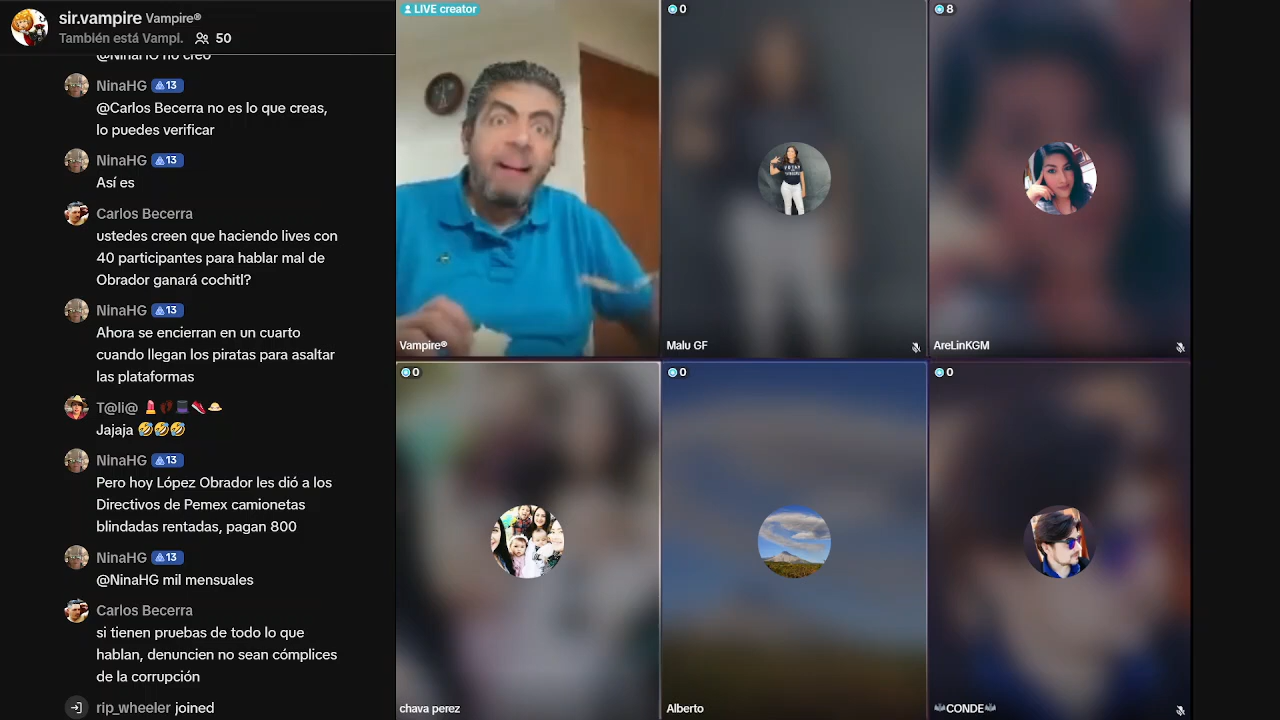 sir.vampire Vampire®
También está Vampi. 50
@NinaHG no creo
NinaHG 13
@Carlos Becerra no es lo que creas,
lo puedes verificar
NinaHG 13
Así es
Carlos Becerra
ustedes creen que haciendo lives con
40 participantes para hablar mal de
Obrador ganará cochitl?
NinaHG 13
Ahora se encierran en un cuarto
cuando llegan los piratas para asaltar
las plataformas
T@li@ 💄👣🎩👠👒
Jajaja 🤣🤣🤣
NinaHG 13
Pero hoy López Obrador les dió a los
Directivos de Pemex camionetas
blindadas rentadas, pagan 800
NinaHG 13
@NinaHG mil mensuales
Carlos Becerra
si tienen pruebas de todo lo que
hablan, denuncien no sean cómplices
de la corrupción
rip_wheeler joined
LIVE creator
Vampire®
0
Malu GF
8
AreLinKGM
0
chava perez
0
Alberto
0
🦇CONDE🦇